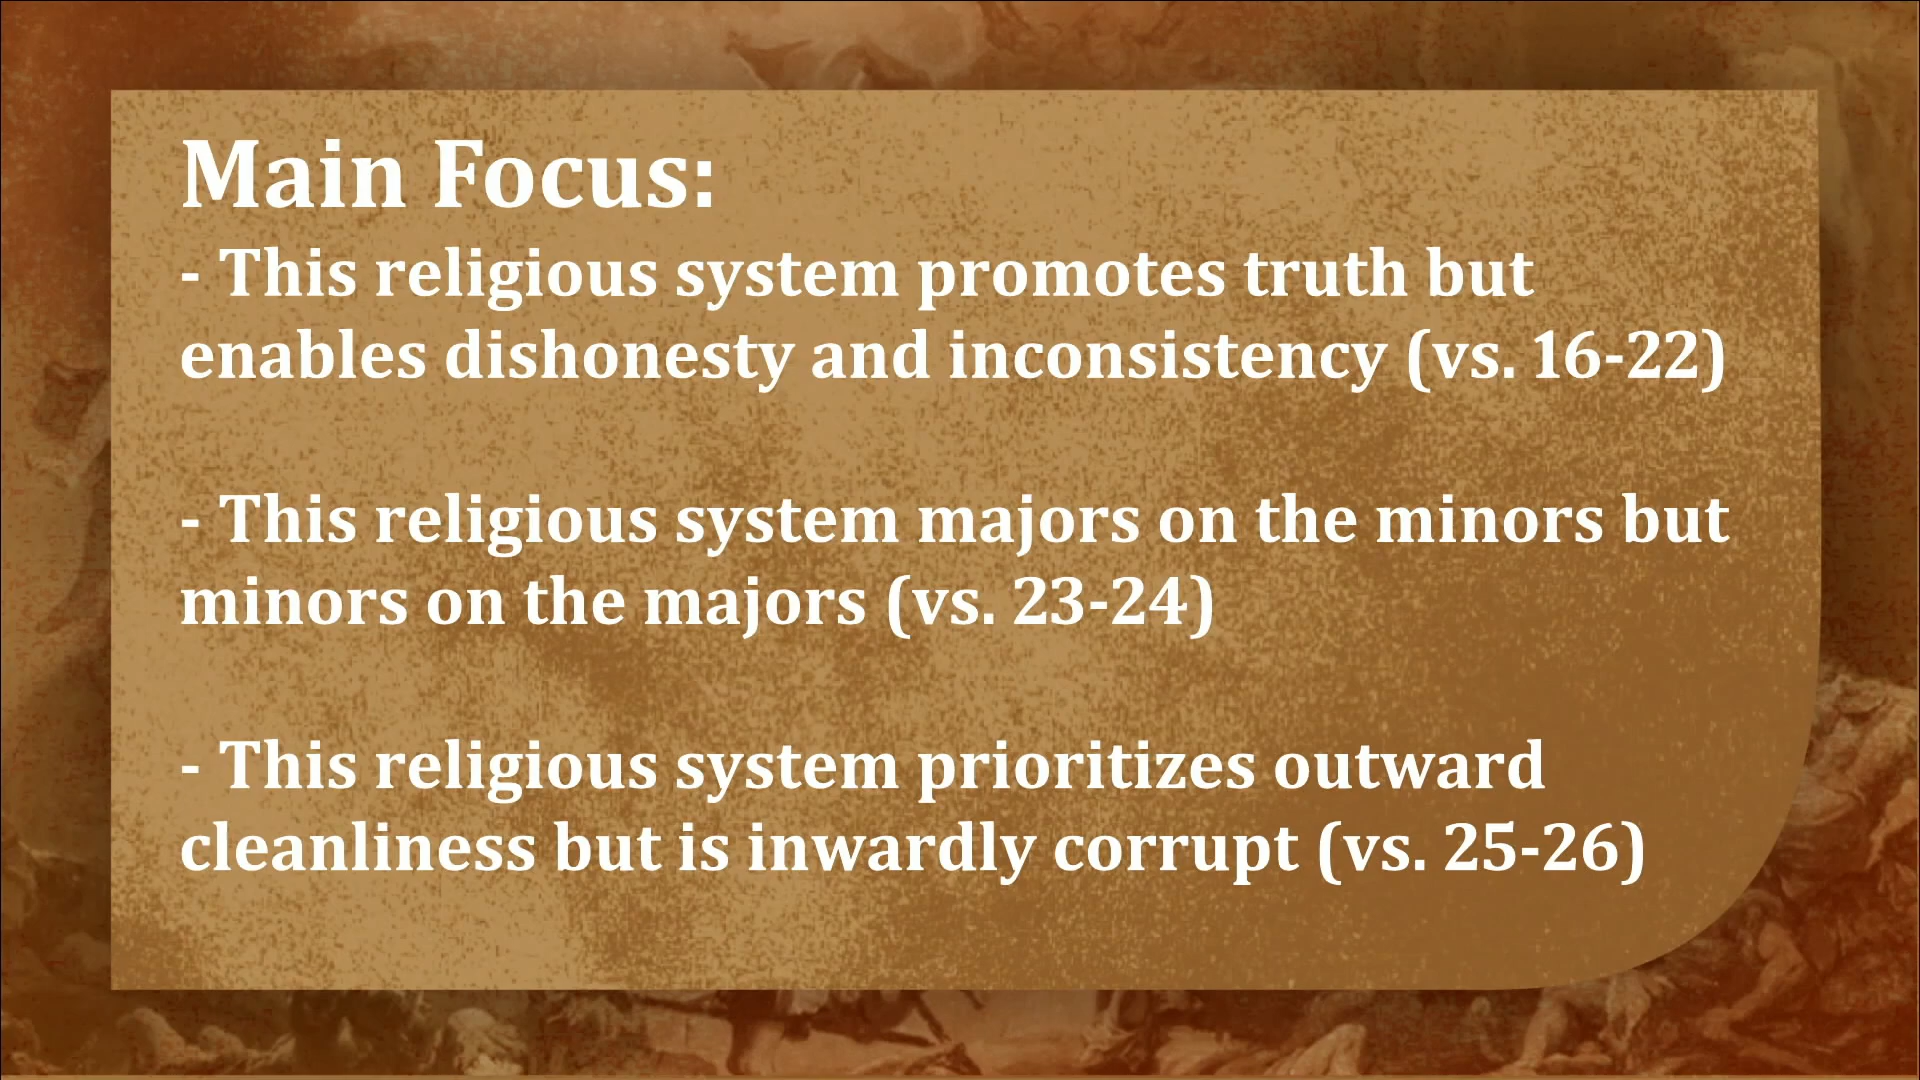 Main Focus:
- This religious system promotes truth but
enables dishonesty and inconsistency (vs. 16-22)
- This religious system majors on the minors but
minors on the majors (vs. 23-24)
- This religious system prioritizes outward
cleanliness but is inwardly corrupt (vs. 25-26)